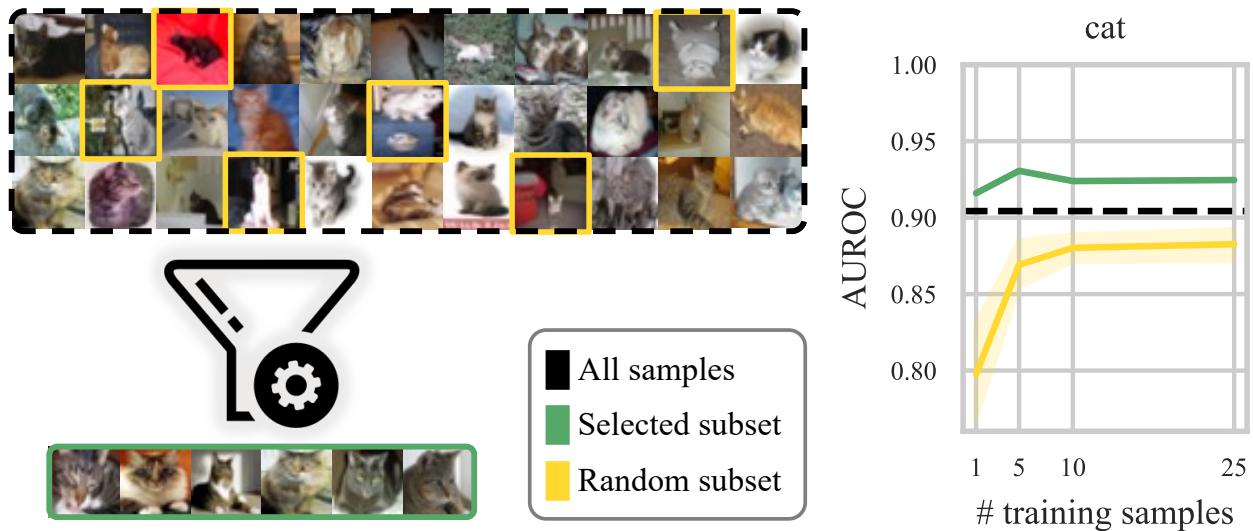 cat
1.00
0.95
0.90
0.85
0.80
AUROC
1 5 10 25
# training samples
All samples
Selected subset
Random subset